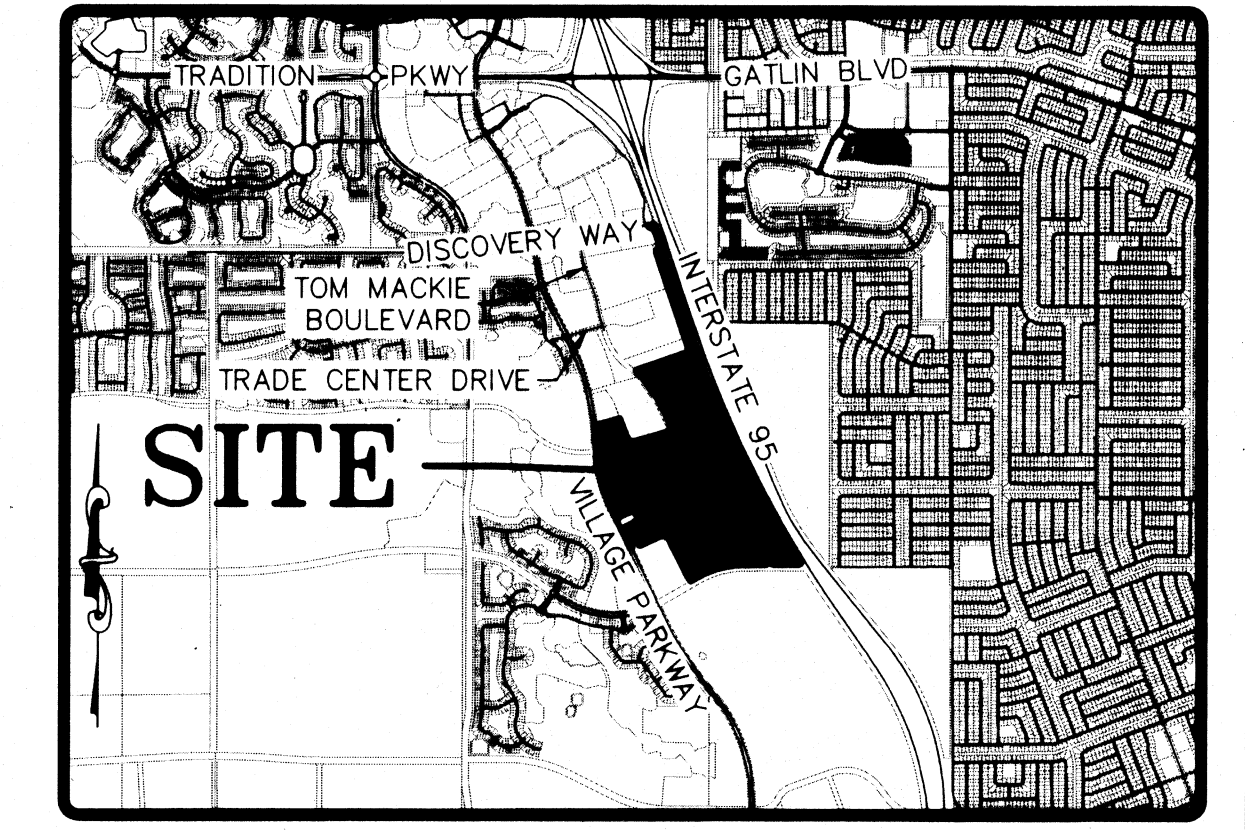 TRADITION PKWY
GATLIN BLVD
DISCOVERY WAY
TOM MACKIE
BOULEVARD
TRADE CENTER DRIVE
INTERSTATE 95
SITE
VILLAGE PARKWAY